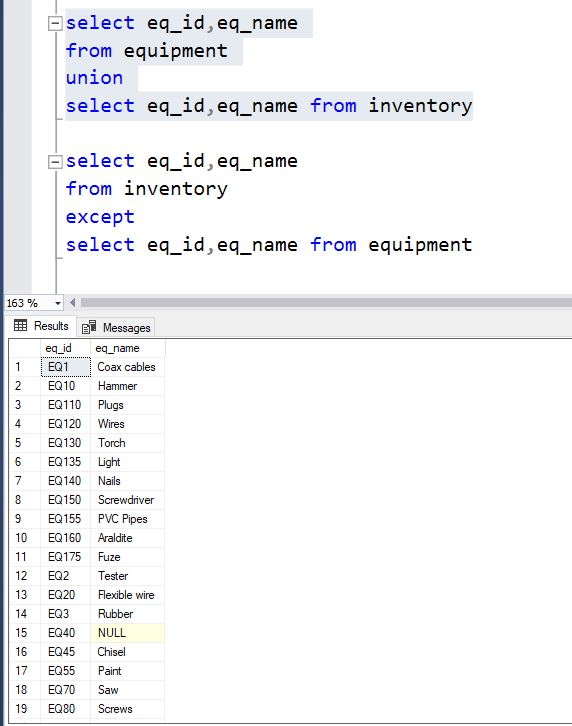 select eq_id,eq_name
from equipment
union
select eq_id,eq_name from inventory
select eq_id,eq_name
from inventory
except
select eq_id,eq_name from equipment
163 %
Results Messages
eq_id eq_name
1 EQ1 Coax cables
2 EQ10 Hammer
3 EQ110 Plugs
4 EQ120 Wires
5 EQ130 Torch
6 EQ135 Light
7 EQ140 Nails
8 EQ150 Screwdriver
9 EQ155 PVC Pipes
10 EQ160 Araldite
11 EQ175 Fuze
12 EQ2 Tester
13 EQ20 Flexible wire
14 EQ3 Rubber
15 EQ40 NULL
16 EQ45 Chisel
17 EQ55 Paint
18 EQ70 Saw
19 EQ80 Screws